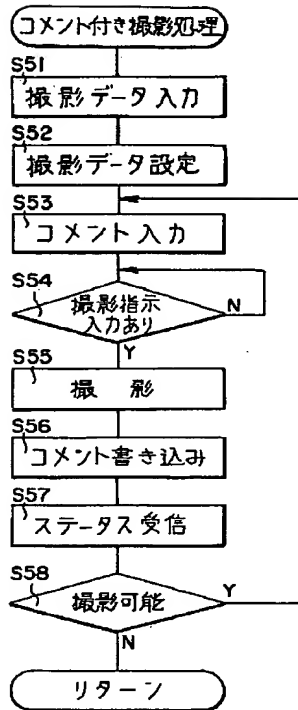 コメント付き撮影処理
S51
撮影データ入力
S52
撮影データ設定
S53
コメント入力
S54
撮影指示
入力あり
N
Y
S55
撮影
S56
コメント書き込み
S57
ステータス受信
S58
撮影可能
Y
N
リターン